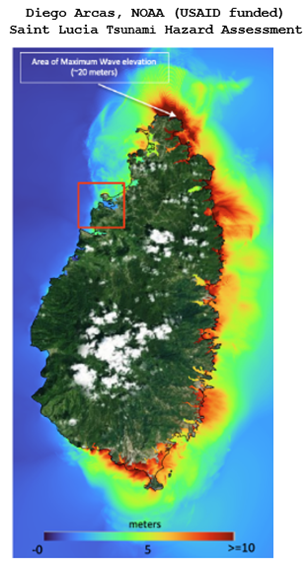 Diego Arcas, NOAA (USAID funded)
Saint Lucia Tsunami Hazard Assessment
Area of Maximum Wave elevation
(~20 meters)
meters
-0 5 >=10